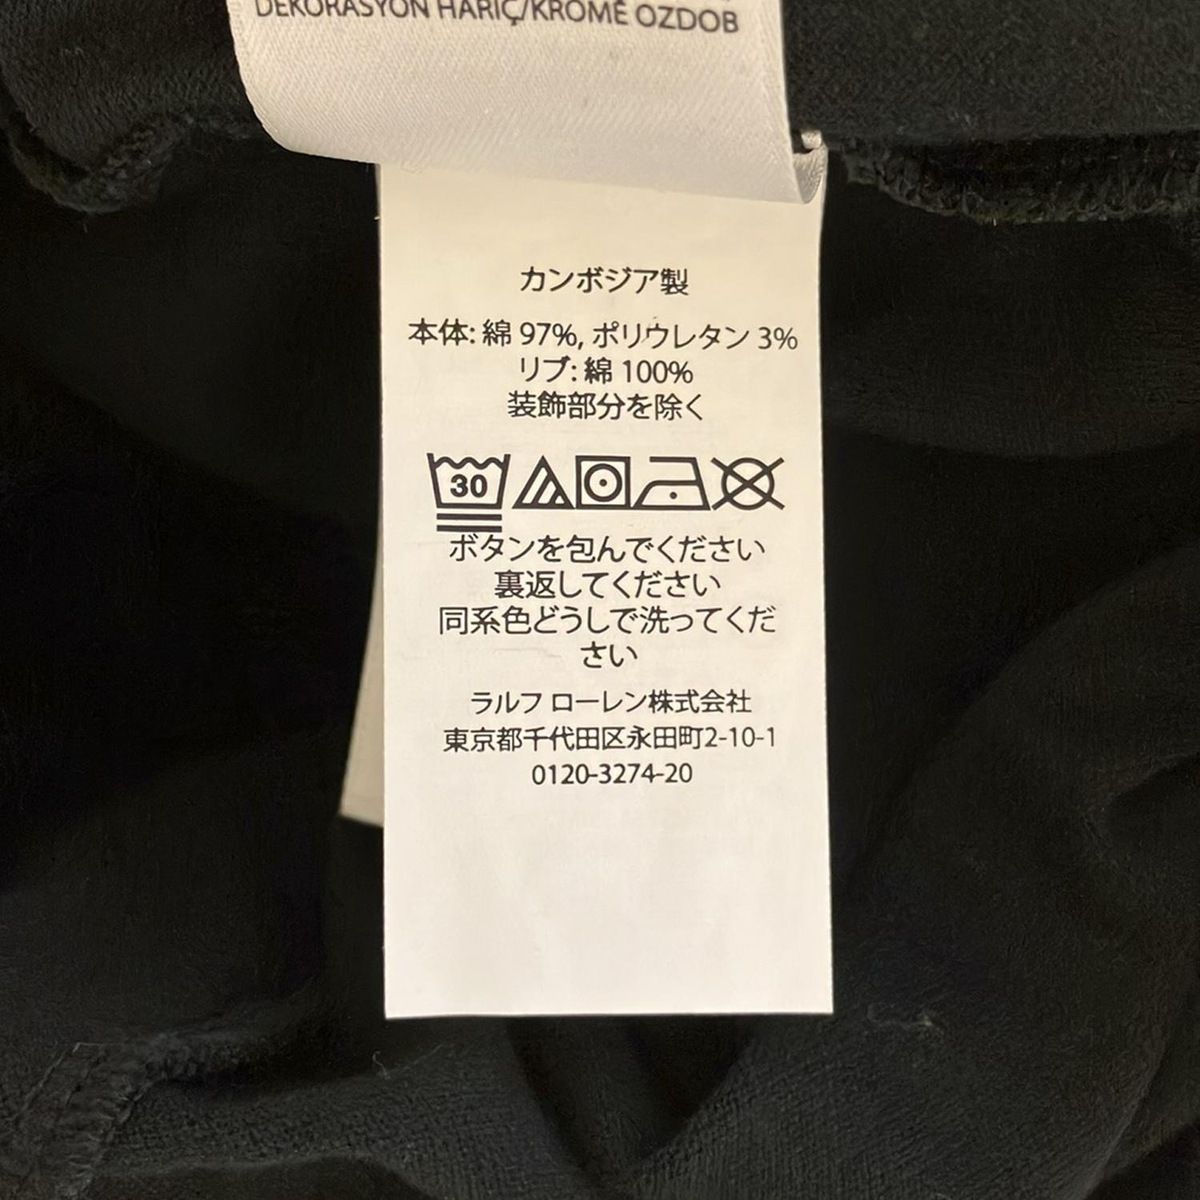 DEKORASYON HARİÇ/KROME OZDOB
カンボジア製
本体: 綿 97%, ポリウレタン 3%
リブ: 綿 100%
装飾部分を除く
30
ボタンを包んでください
裏返してください
同系色どうしで洗ってくだ
さい
ラルフ ローレン株式会社
東京都千代田区永田町2-10-1
0120-3274-20